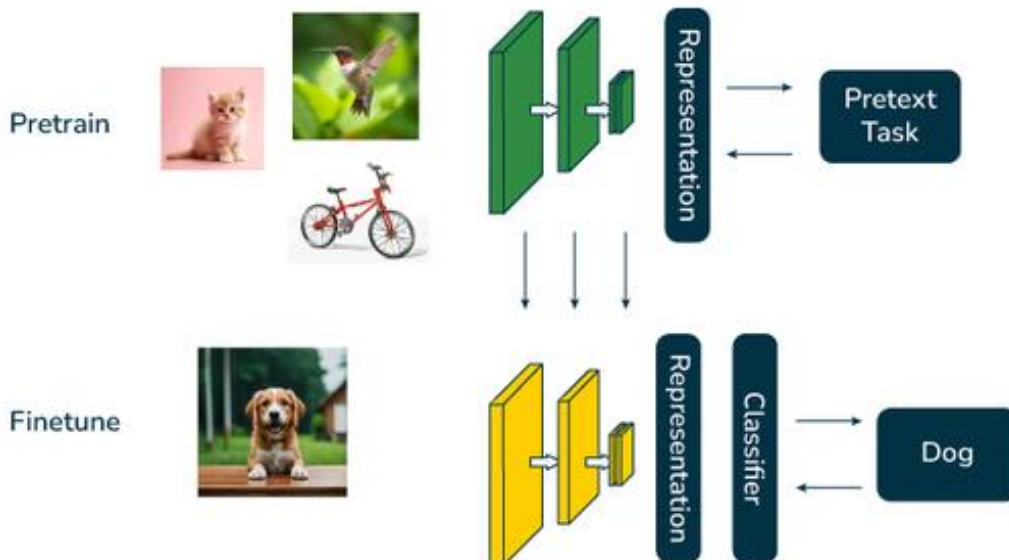 Pretrain
Representation
Pretext
Task
Finetune
Representation
Classifier
Dog